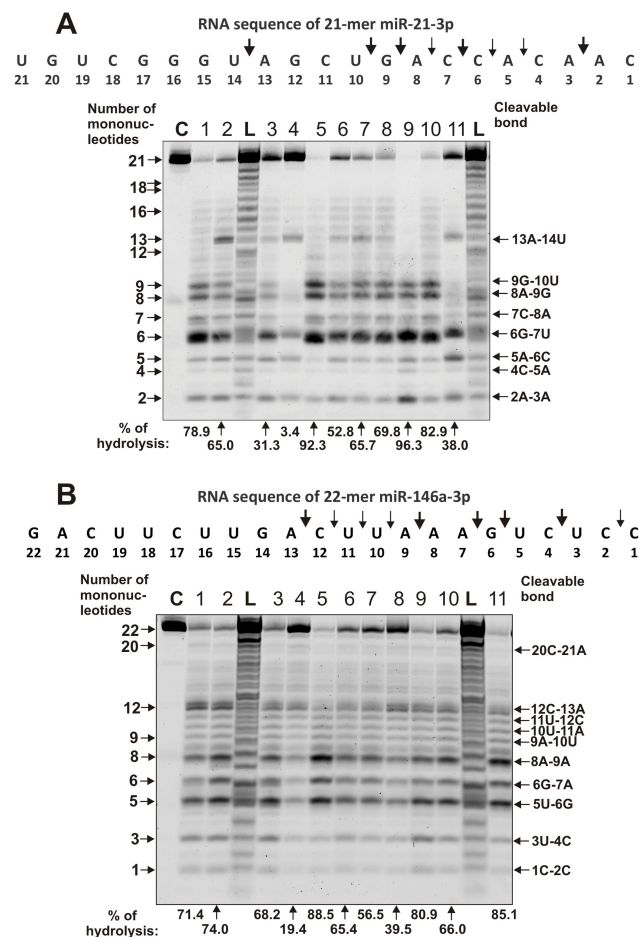 A
RNA sequence of 21-mer miR-21-3p
U G U C G G G U A G C U G A C C A C A A C
21 20 19 18 17 16 15 14 13 12 11 10 9 8 7 6 5 4 3 2 1
Number of mononuc-leotides
Cleavable bond
C 1 2 L 3 4 5 6 7 8 9 10 11 L
21
18
16
13 13A-14U
12
9 9G-10U
8 8A-9G
7 7C-8A
6 6G-7U
5 5A-6C
4 4C-5A
2 2A-3A
% of hydrolysis:
78.9 3.4 52.8 69.8 82.9
65.0 31.3 92.3 65.7 96.3 38.0
B
RNA sequence of 22-mer miR-146a-3p
G A C U U C U U G A C U U A A A G U C U C C
22 21 20 19 18 17 16 15 14 13 12 11 10 9 8 7 6 5 4 3 2 1
Number of mononuc-leotides
Cleavable bond
C 1 2 L 3 4 5 6 7 8 9 10 L 11
22
20 20C-21A
12 12C-13A
11U-12C
10U-11A
9 9A-10U
8 8A-9A
6 6G-7A
5 5U-6G
3 3U-4C
1 1C-2C
% of hydrolysis:
71.4 68.2 88.5 56.5 80.9 85.1
74.0 19.4 65.4 39.5 66.0